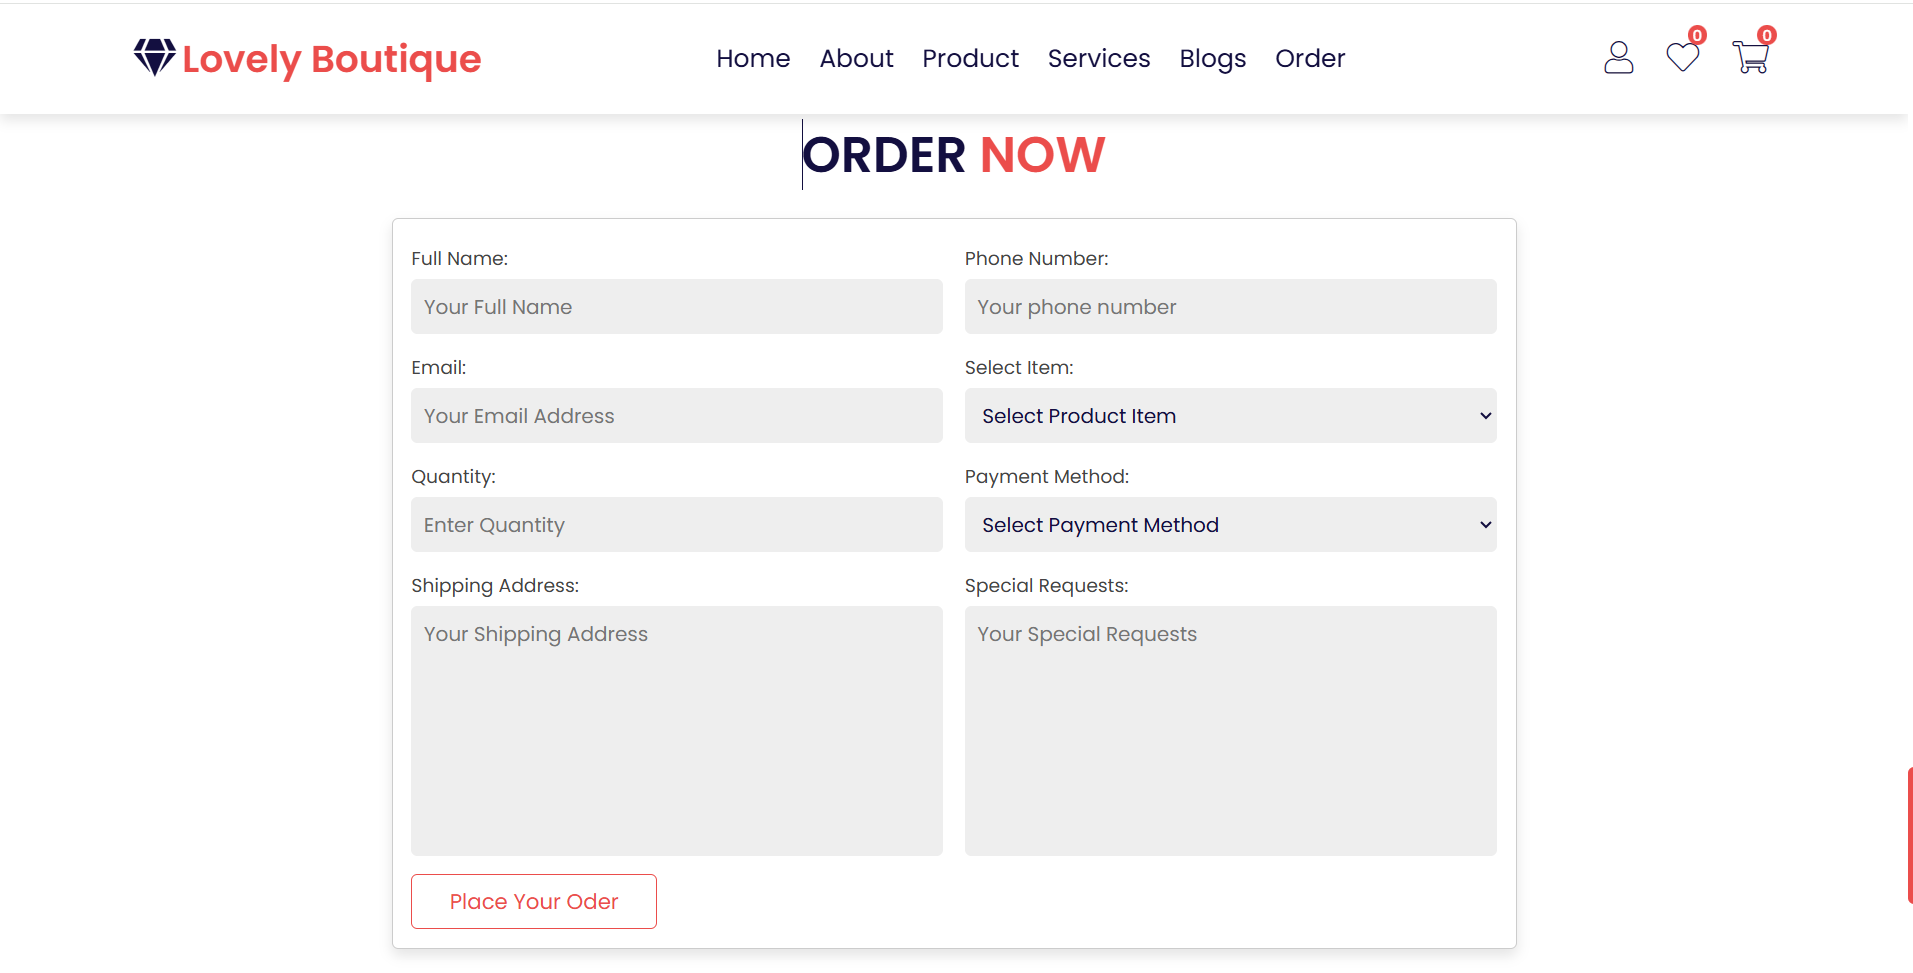 Lovely Boutique Home About Product Services Blogs Order 0 0
ORDER NOW
Full Name: Phone Number:
Your Full Name Your phone number
Email: Select Item:
Your Email Address Select Product Item
Quantity: Payment Method:
Enter Quantity Select Payment Method
Shipping Address: Special Requests:
Your Shipping Address Your Special Requests
Place Your Oder